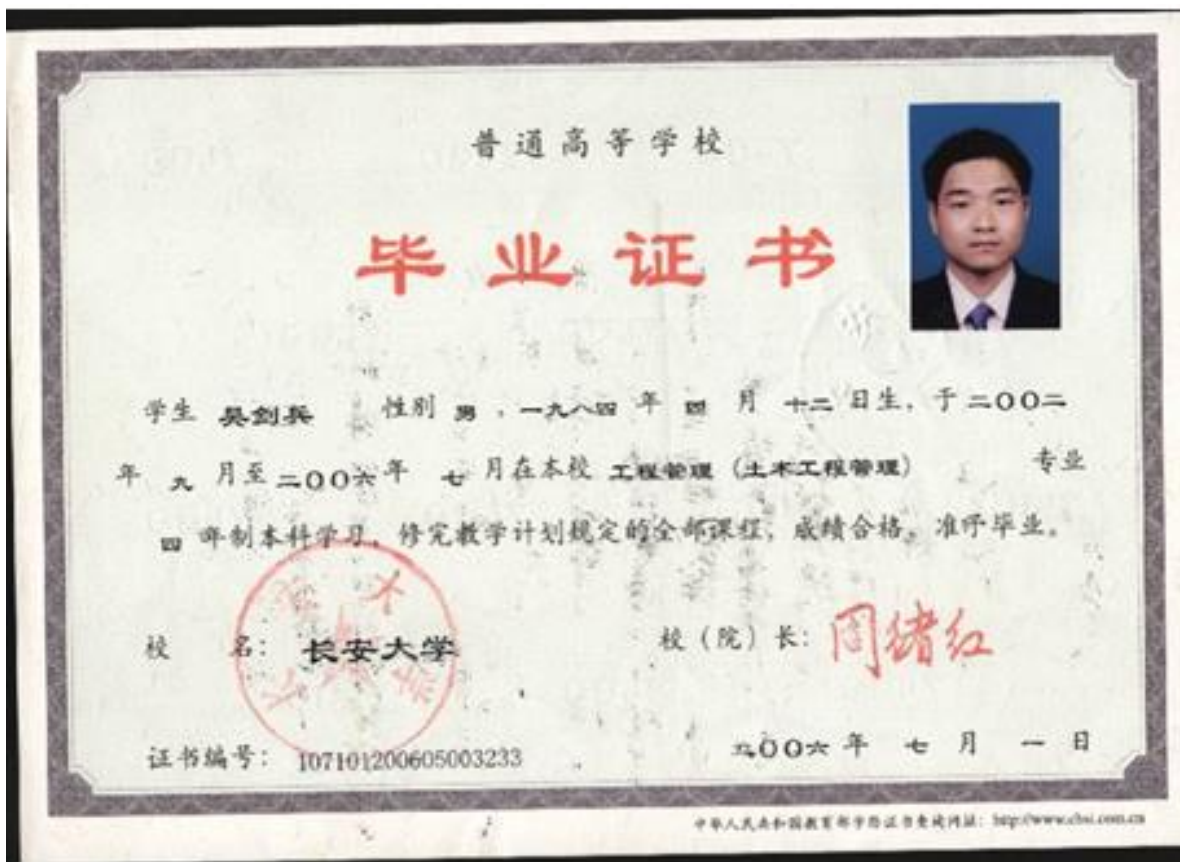 普通高等学校
毕业证书
学生 吴剑兵 性别 男 ，一九八四 年 四 月 十二 日生，于 二〇〇二
年 九 月至 二〇〇六 年 七 月在本校 工程管理（土木工程管理） 专业
四 年制本科学习，修完教学计划规定的全部课程，成绩合格，准予毕业。
校 名： 长安大学
校（院）长： 周绪红
证书编号： 107101200605003233
二〇〇六 年 七 月 一 日
中华人民共和国教育部学历证书查询网址：http://www.chsi.com.cn